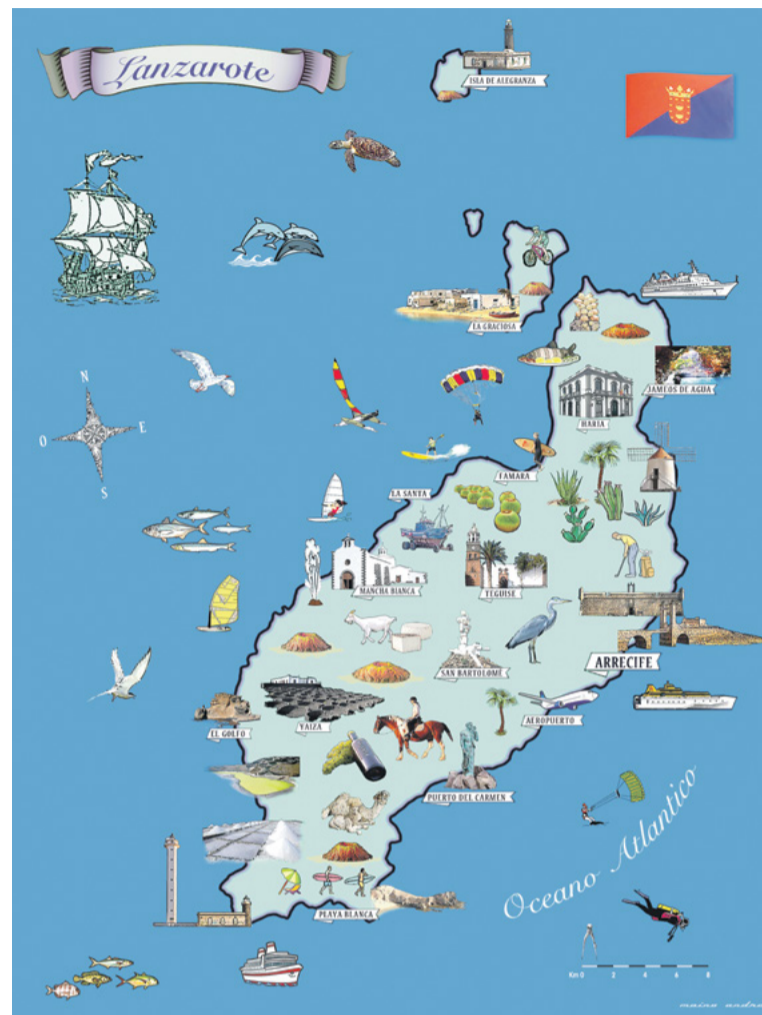 Lanzarote
ISLA DE ALEGRANZA
LA GRACIOSA
JAMEOS DE AGUA
HARIA
N
O E
S
FAMARA
LA SANTA
MANCHA BLANCA
TEGUISE
ARRECIFE
SAN BARTOLOME
AEROPUERTO
EL GOLFO
YAIZA
PUERTO DEL CARMEN
Oceano Atlantico
PLAYA BLANCA
Km 0 2 4 6 8